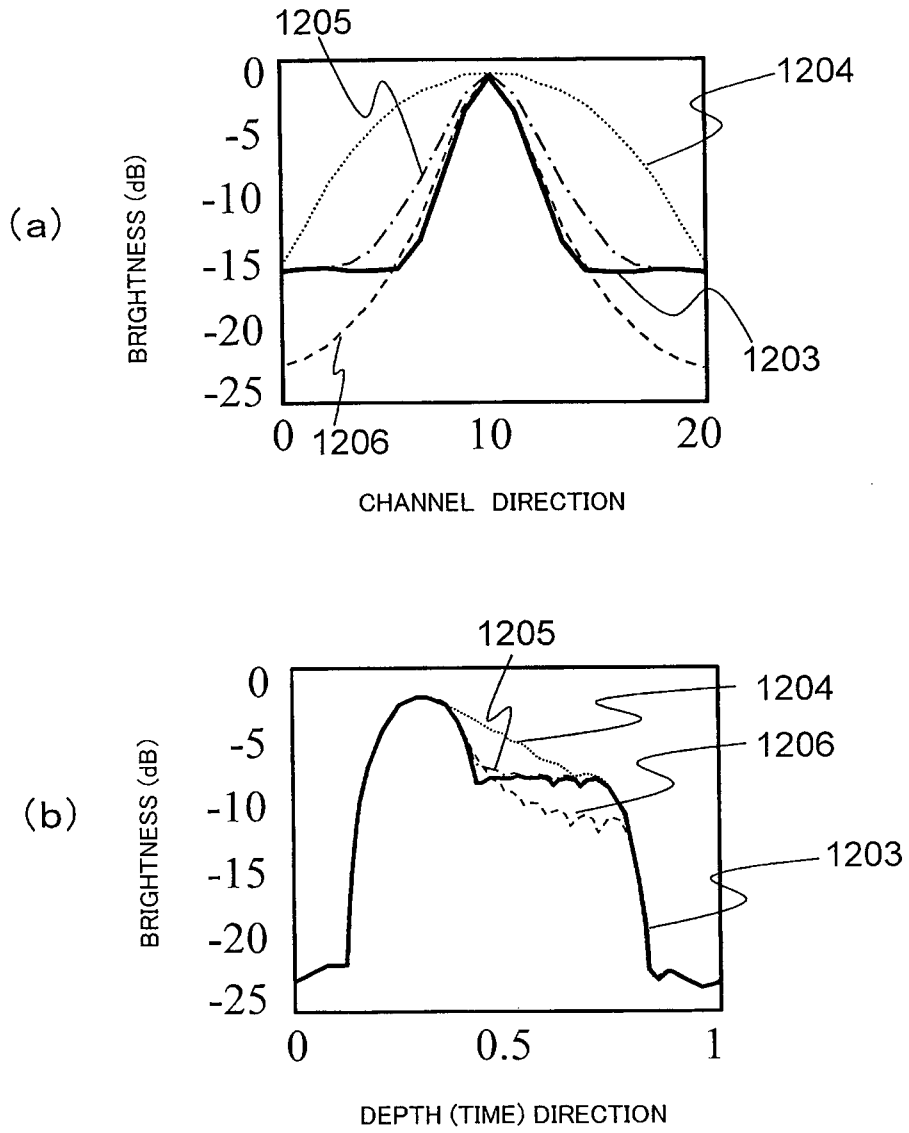 1205
0
-5
-10
-15
-20
-25
BRIGHTNESS (dB)
(a)
1204
1203
1206
0 10 20
CHANNEL DIRECTION
1205
1204
1206
1203
0
-5
-10
-15
-20
-25
BRIGHTNESS (dB)
(b)
0 0.5 1
DEPTH (TIME) DIRECTION